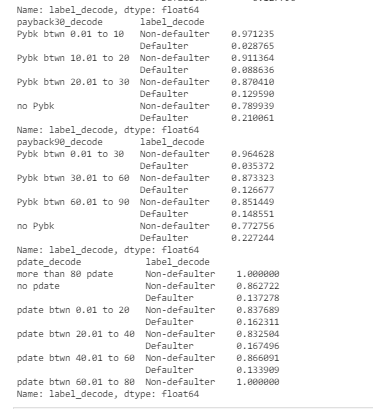 Name: label_decode, dtype: float64
payback30_decode label_decode
Pybk btwn 0.01 to 10 Non-defaulter 0.971235
Defaulter 0.028765
Pybk btwn 10.01 to 20 Non-defaulter 0.911364
Defaulter 0.088636
Pybk btwn 20.01 to 30 Non-defaulter 0.870410
Defaulter 0.129590
no Pybk Non-defaulter 0.789939
Defaulter 0.210061
Name: label_decode, dtype: float64
payback90_decode label_decode
Pybk btwn 0.01 to 30 Non-defaulter 0.964628
Defaulter 0.035372
Pybk btwn 30.01 to 60 Non-defaulter 0.873323
Defaulter 0.126677
Pybk btwn 60.01 to 90 Non-defaulter 0.851449
Defaulter 0.148551
no Pybk Non-defaulter 0.772756
Defaulter 0.227244
Name: label_decode, dtype: float64
pdate_decode label_decode
more than 80 pdate Non-defaulter 1.000000
no pdate Non-defaulter 0.862722
Defaulter 0.137278
pdate btwn 0.01 to 20 Non-defaulter 0.837689
Defaulter 0.162311
pdate btwn 20.01 to 40 Non-defaulter 0.832504
Defaulter 0.167496
pdate btwn 40.01 to 60 Non-defaulter 0.866091
Defaulter 0.133909
pdate btwn 60.01 to 80 Non-defaulter 1.000000
Name: label_decode, dtype: float64